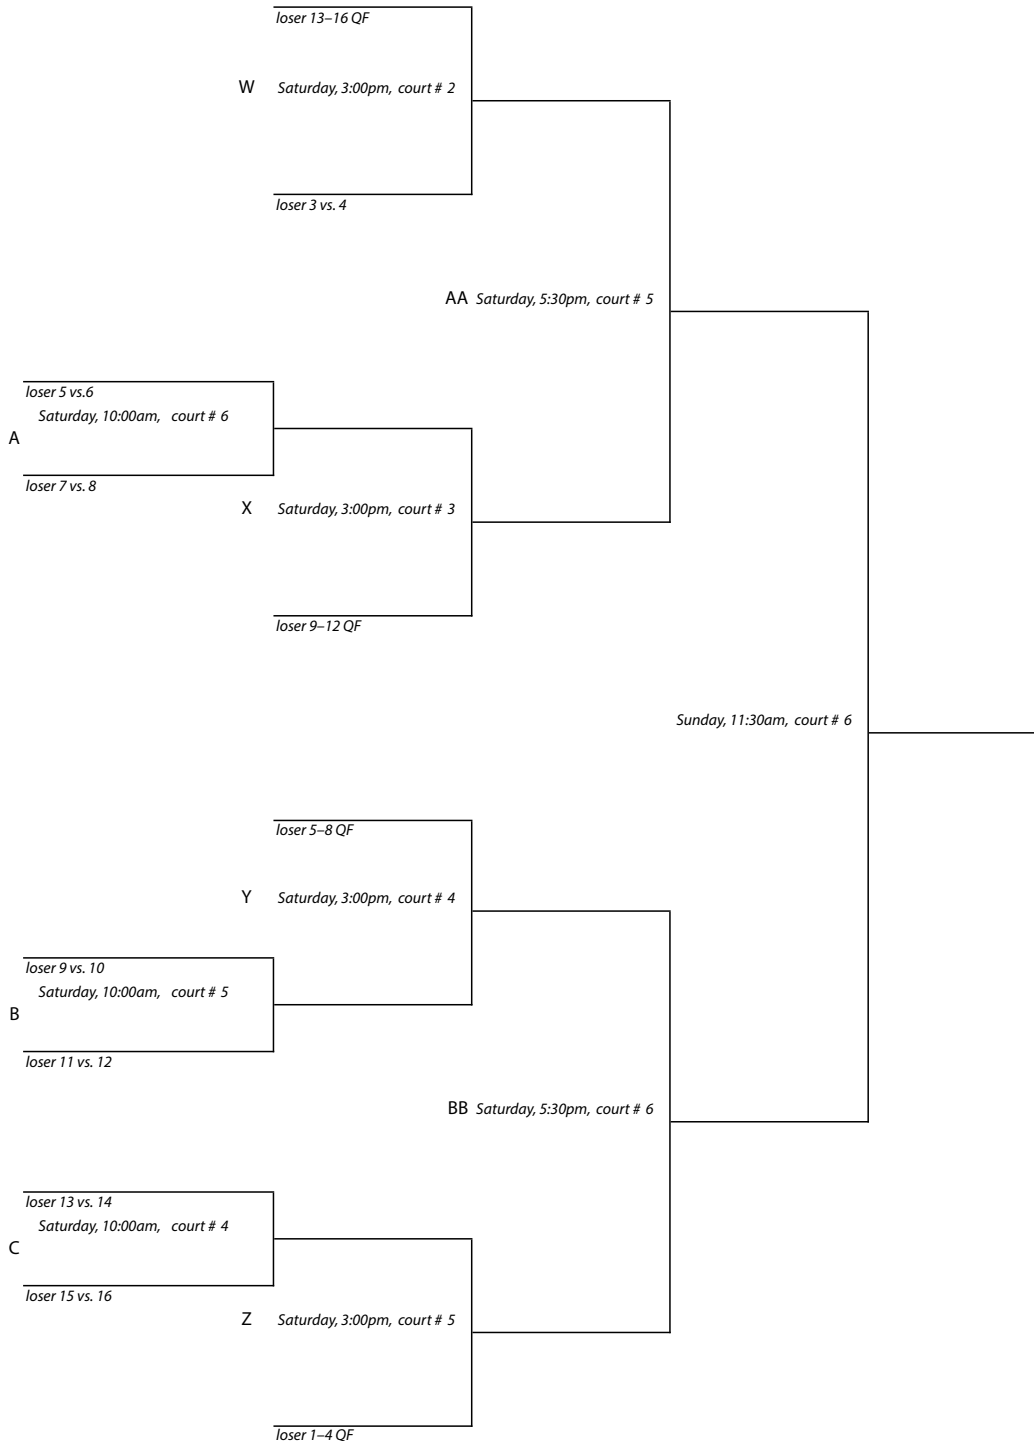 loser 13–16 QF
W Saturday, 3:00pm, court # 2
loser 3 vs. 4
AA Saturday, 5:30pm, court # 5
loser 5 vs.6
Saturday, 10:00am, court # 6
A
loser 7 vs. 8
X Saturday, 3:00pm, court # 3
loser 9–12 QF
Sunday, 11:30am, court # 6
loser 5–8 QF
Y Saturday, 3:00pm, court # 4
loser 9 vs. 10
Saturday, 10:00am, court # 5
B
loser 11 vs. 12
BB Saturday, 5:30pm, court # 6
loser 13 vs. 14
Saturday, 10:00am, court # 4
C
loser 15 vs. 16
Z Saturday, 3:00pm, court # 5
loser 1–4 QF